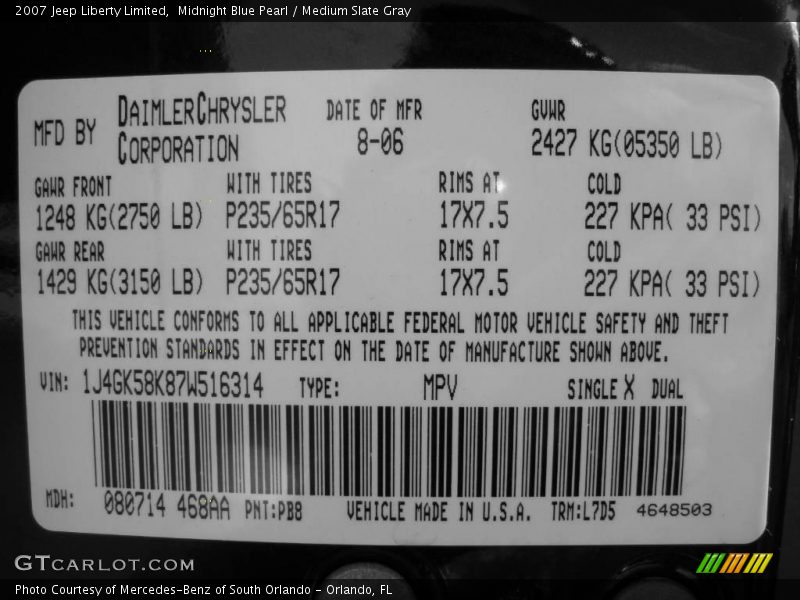 2007 Jeep Liberty Limited,  Midnight Blue Pearl / Medium Slate Gray
MFD BY DAIMLERCHRYSLER CORPORATION DATE OF MFR 8-06 GVWR 2427 KG(05350 LB)
GAWR FRONT WITH TIRES RIMS AT COLD
1248 KG(2750 LB) P235/65R17 17X7.5 227 KPA( 33 PSI)
GAWR REAR WITH TIRES RIMS AT COLD
1429 KG(3150 LB) P235/65R17 17X7.5 227 KPA( 33 PSI)
THIS VEHICLE CONFORMS TO ALL APPLICABLE FEDERAL MOTOR VEHICLE SAFETY AND THEFT
PREVENTION STANDARDS IN EFFECT ON THE DATE OF MANUFACTURE SHOWN ABOVE.
VIN: 1J4GK58K87W516314 TYPE: MPV SINGLE X DUAL
MDH: 080714 468AA PNT:PB8 VEHICLE MADE IN U.S.A. TRM:L7D5 4648503
GTCARLOT.COM
Photo Courtesy of Mercedes-Benz of South Orlando - Orlando, FL